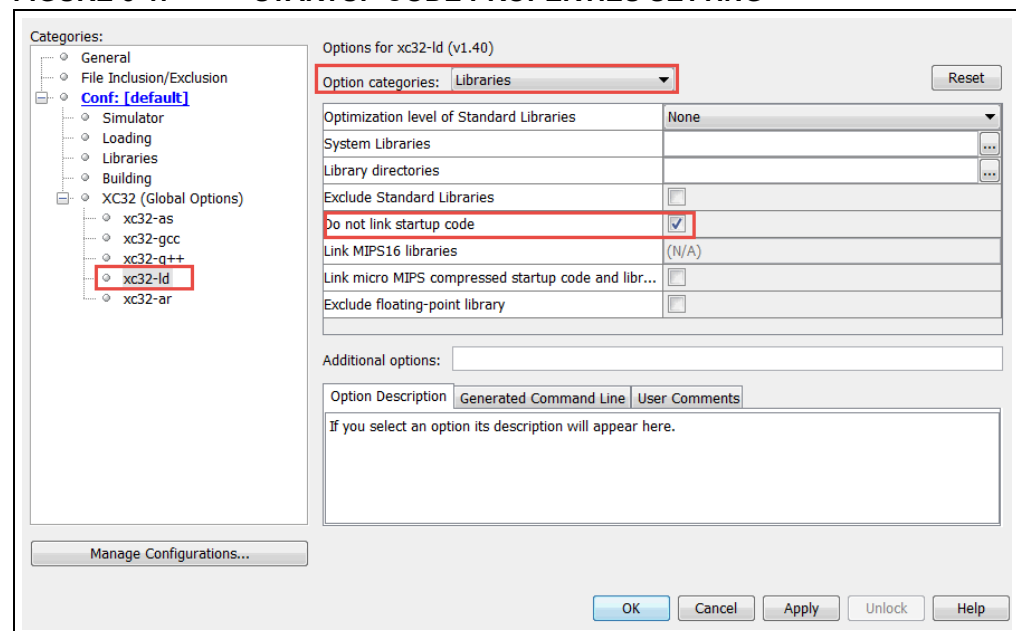 Categories:
General
File Inclusion/Exclusion
Conf: [default]
Simulator
Loading
Libraries
Building
XC32 (Global Options)
xc32-as
xc32-gcc
xc32-g++
xc32-ld
xc32-ar
Manage Configurations...
Options for xc32-ld (v1.40)
Option categories: Libraries
Reset
Optimization level of Standard Libraries None
System Libraries ...
Library directories ...
Exclude Standard Libraries
Do not link startup code
Link MIPS16 libraries (N/A)
Link micro MIPS compressed startup code and libr...
Exclude floating-point library
Additional options:
Option Description Generated Command Line User Comments
If you select an option its description will appear here.
OK Cancel Apply Unlock Help